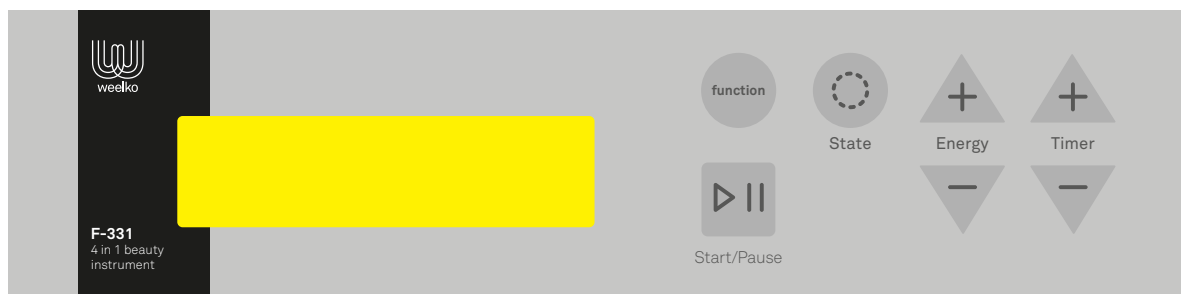 weelko
F-331
4 in 1 beauty
instrument
function
State
Energy
Timer
Start/Pause